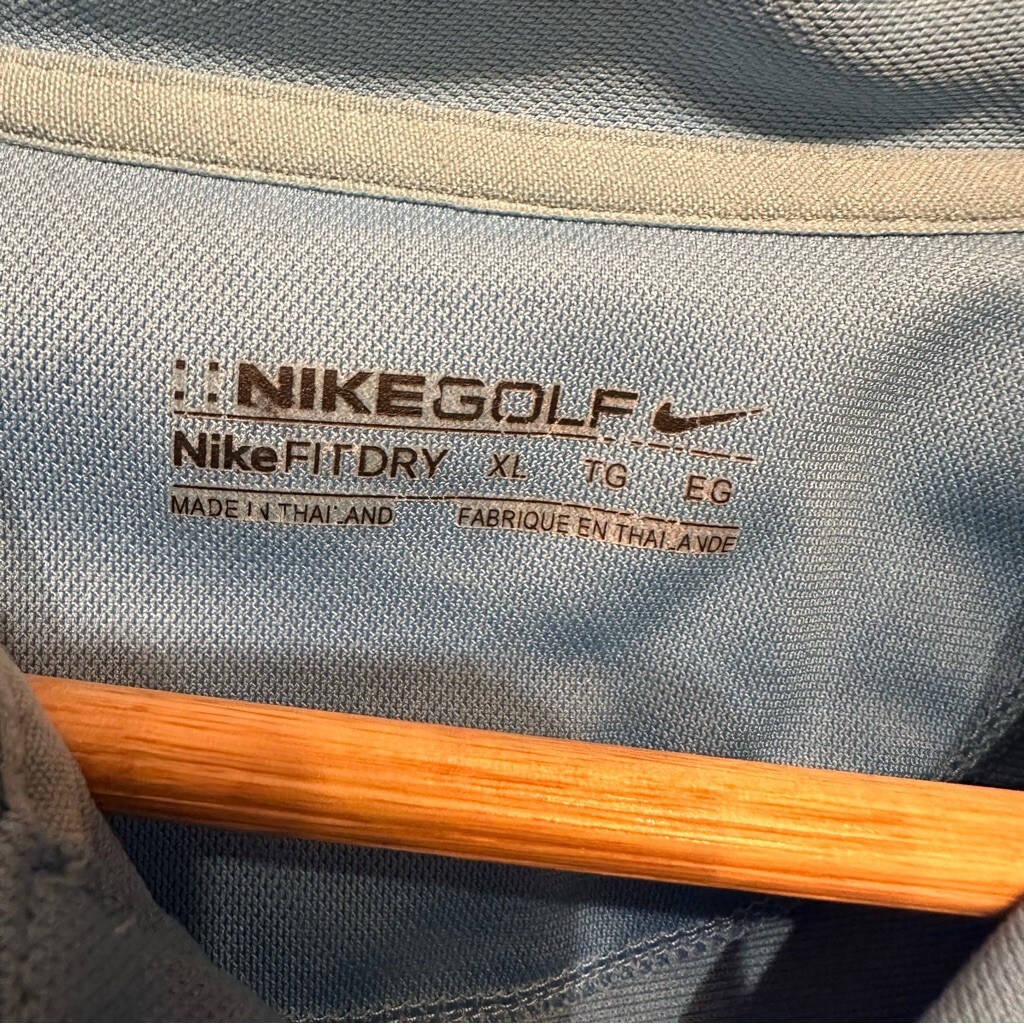 NIKEGOLF
NikeFITDRY XL TG EG
MADE IN THAILAND FABRIQUE EN THAILANDE